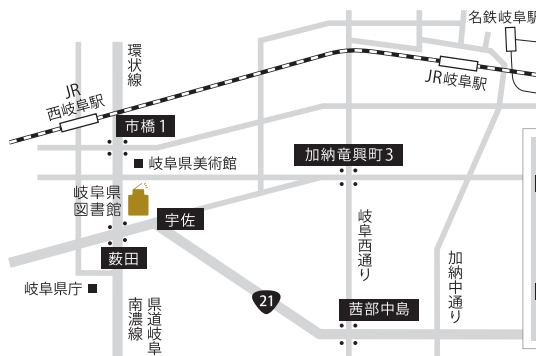 名鉄岐阜駅
環状線
JR
西岐阜駅
JR岐阜駅
市橋1
岐阜県美術館
加納竜興町3
岐阜県
図書館
宇佐
岐阜西通り
薮田
加納中通り
岐阜県庁
県道岐阜
南濃線
21
茜部中島